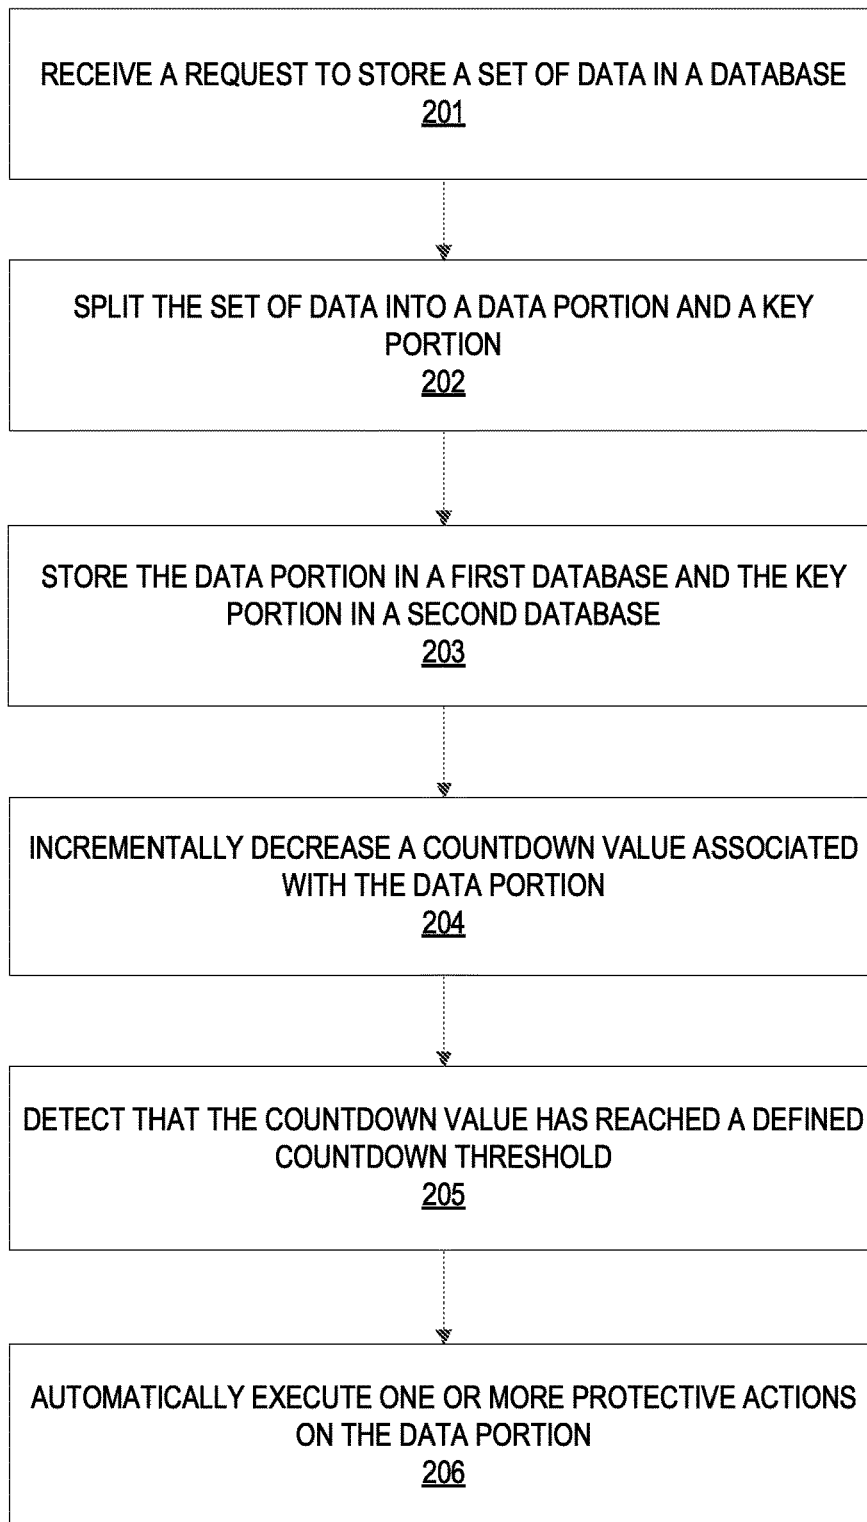 RECEIVE A REQUEST TO STORE A SET OF DATA IN A DATABASE
201
SPLIT THE SET OF DATA INTO A DATA PORTION AND A KEY
PORTION
202
STORE THE DATA PORTION IN A FIRST DATABASE AND THE KEY
PORTION IN A SECOND DATABASE
203
INCREMENTALLY DECREASE A COUNTDOWN VALUE ASSOCIATED
WITH THE DATA PORTION
204
DETECT THAT THE COUNTDOWN VALUE HAS REACHED A DEFINED
COUNTDOWN THRESHOLD
205
AUTOMATICALLY EXECUTE ONE OR MORE PROTECTIVE ACTIONS
ON THE DATA PORTION
206